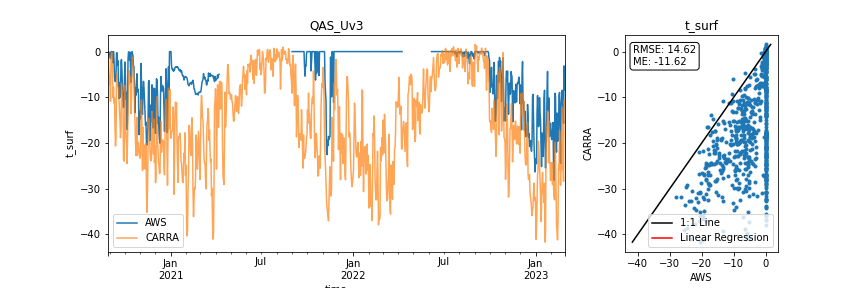 QAS_Uv3
t_surf
0
−10
−20
−30
−40
t_surf
AWS
CARRA
Jan
2021
Jul
Jan
2022
Jul
Jan
2023
time
t_surf
RMSE: 14.62
ME: -11.62
0
−10
−20
−30
−40
CARRA
1:1 Line
Linear Regression
−40 −30 −20 −10 0
AWS